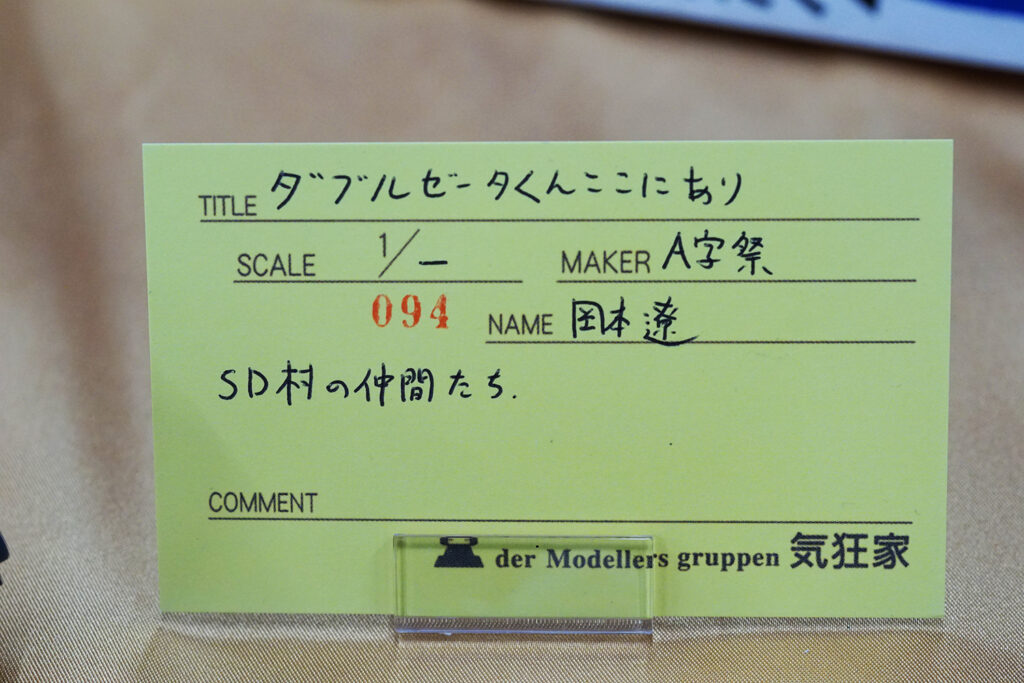 TITLE ダブルゼータくんここにあり
SCALE 1/— MAKER A字祭
094 NAME 岡本遼
SD村の仲間たち.
COMMENT
der Modellers gruppen 気狂家